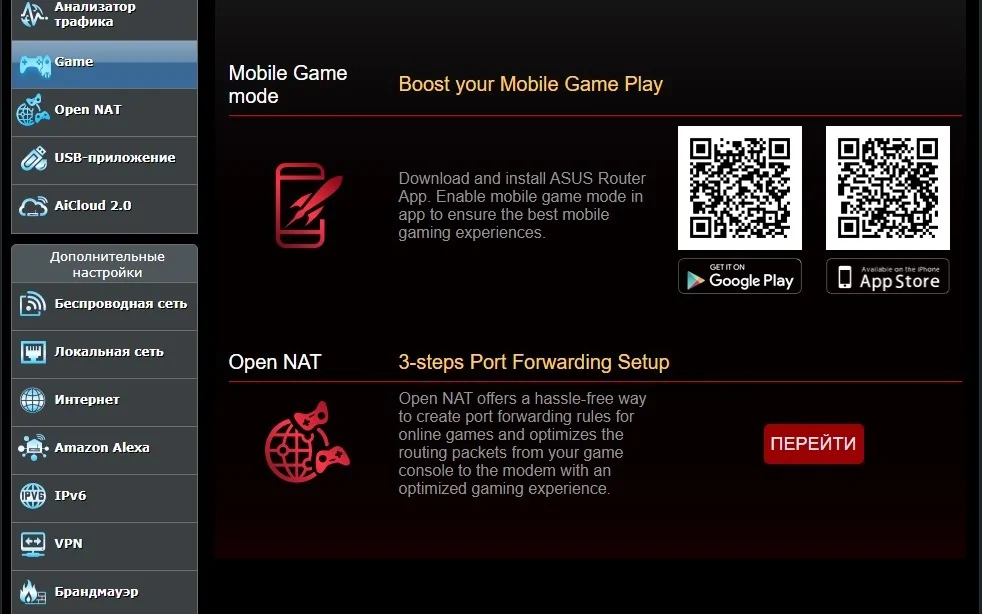 Анализатор
трафика
Game
Open NAT
USB-приложение
AiCloud 2.0
Дополнительные
настройки
Беспроводная сеть
Локальная сеть
Интернет
Amazon Alexa
IPv6
VPN
Брандмауэр
Mobile Game
mode
Boost your Mobile Game Play
Download and install ASUS Router
App. Enable mobile game mode in
app to ensure the best mobile
gaming experiences.
GET IT ON
Google Play
Available on the iPhone
App Store
Open NAT
3-steps Port Forwarding Setup
Open NAT offers a hassle-free way
to create port forwarding rules for
online games and optimizes the
routing packets from your game
console to the modem with an
optimized gaming experience.
ПЕРЕЙТИ